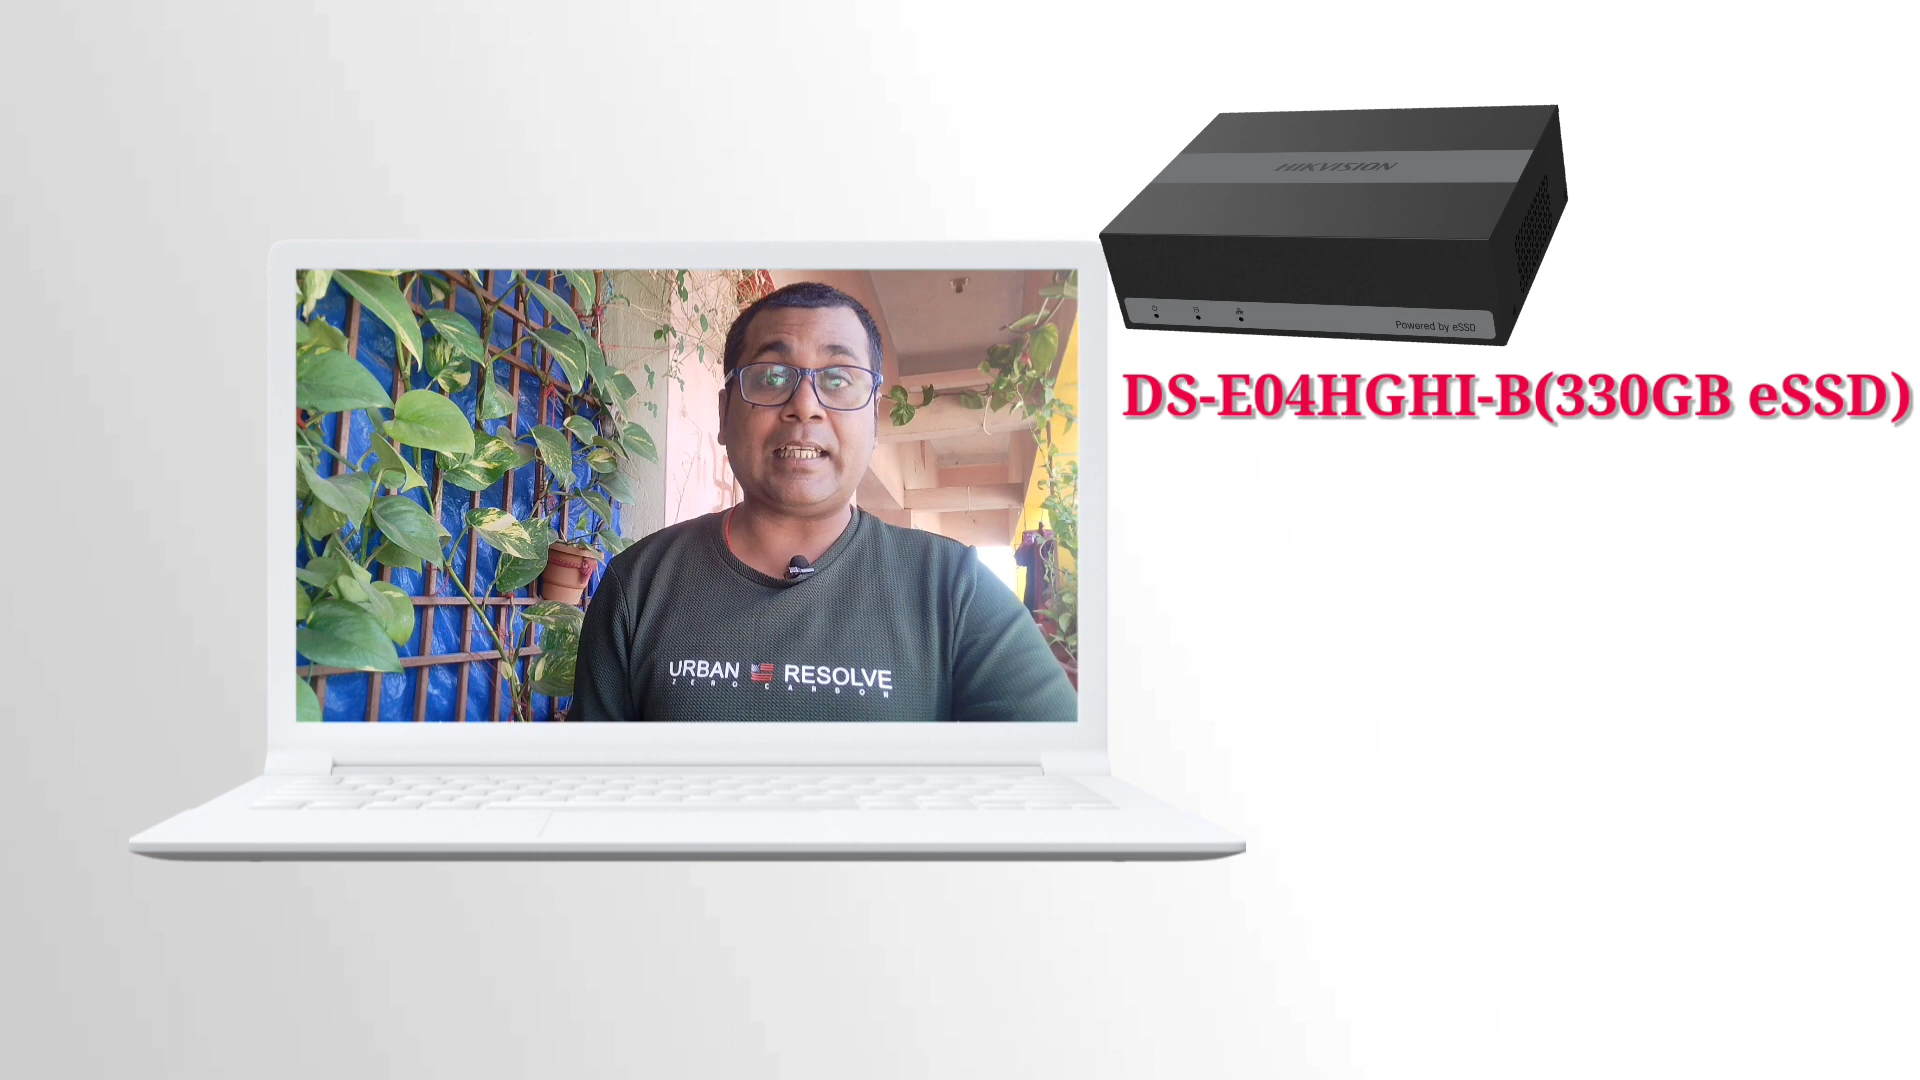 HIKVISION
Powered by eSSD
DS-E04HGHI-B(330GB eSSD)
URBAN RESOLVE
ZERO CARBON